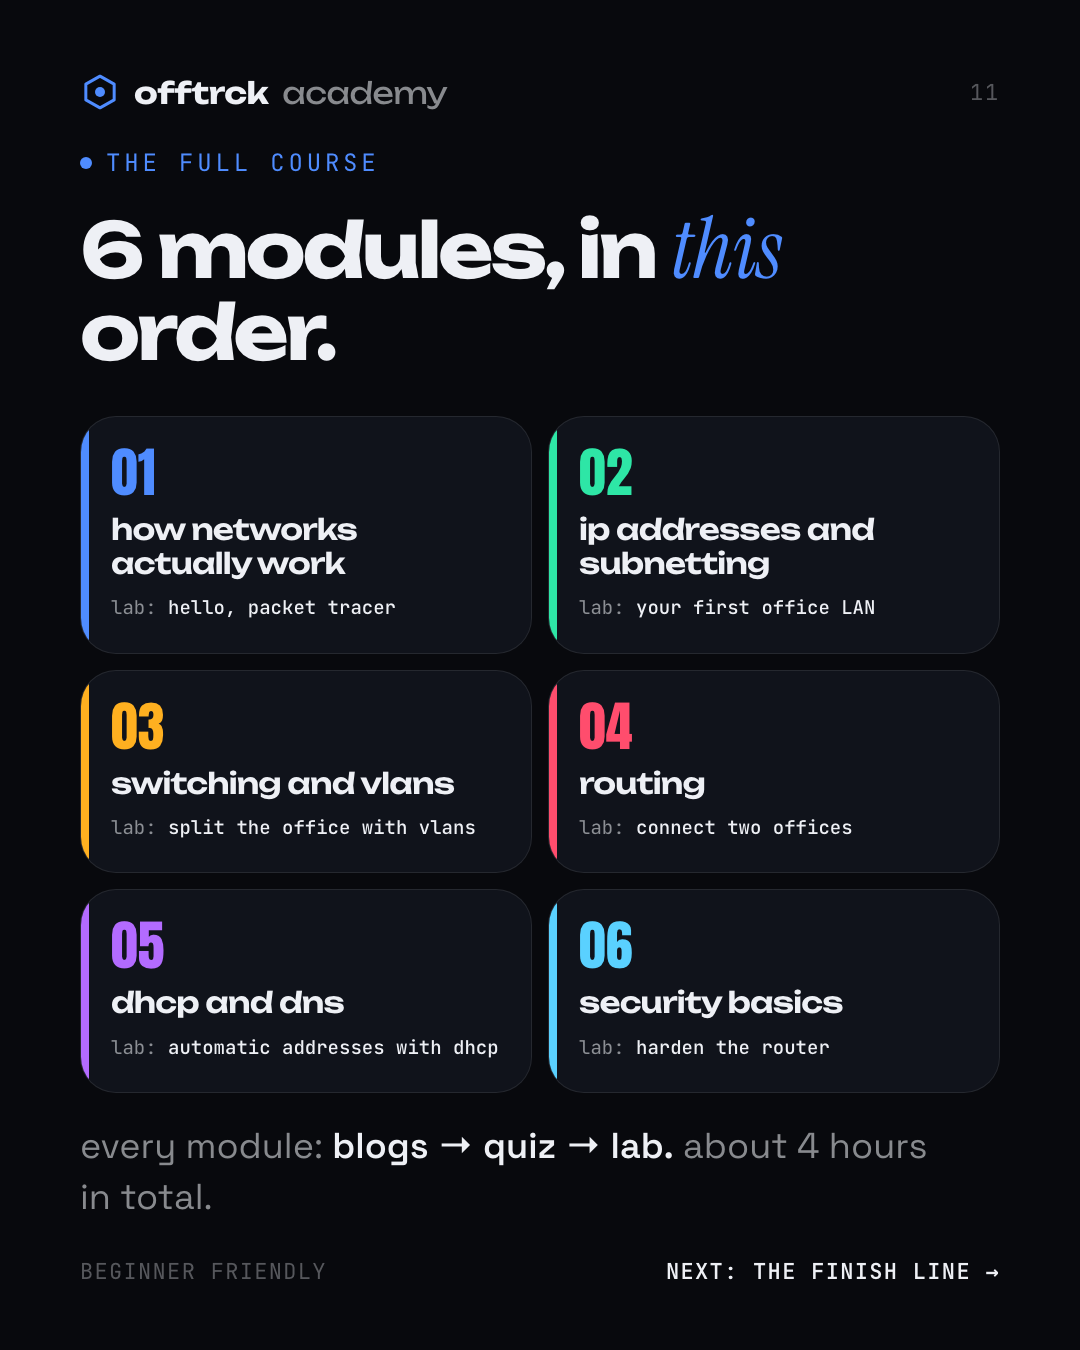 offtrck academy
11
THE FULL COURSE
6 modules, in this
order.
01
how networks
actually work
lab: hello, packet tracer
02
ip addresses and
subnetting
lab: your first office LAN
03
switching and vlans
lab: split the office with vlans
04
routing
lab: connect two offices
05
dhcp and dns
lab: automatic addresses with dhcp
06
security basics
lab: harden the router
every module: blogs → quiz → lab. about 4 hours
in total.
BEGINNER FRIENDLY
NEXT: THE FINISH LINE →